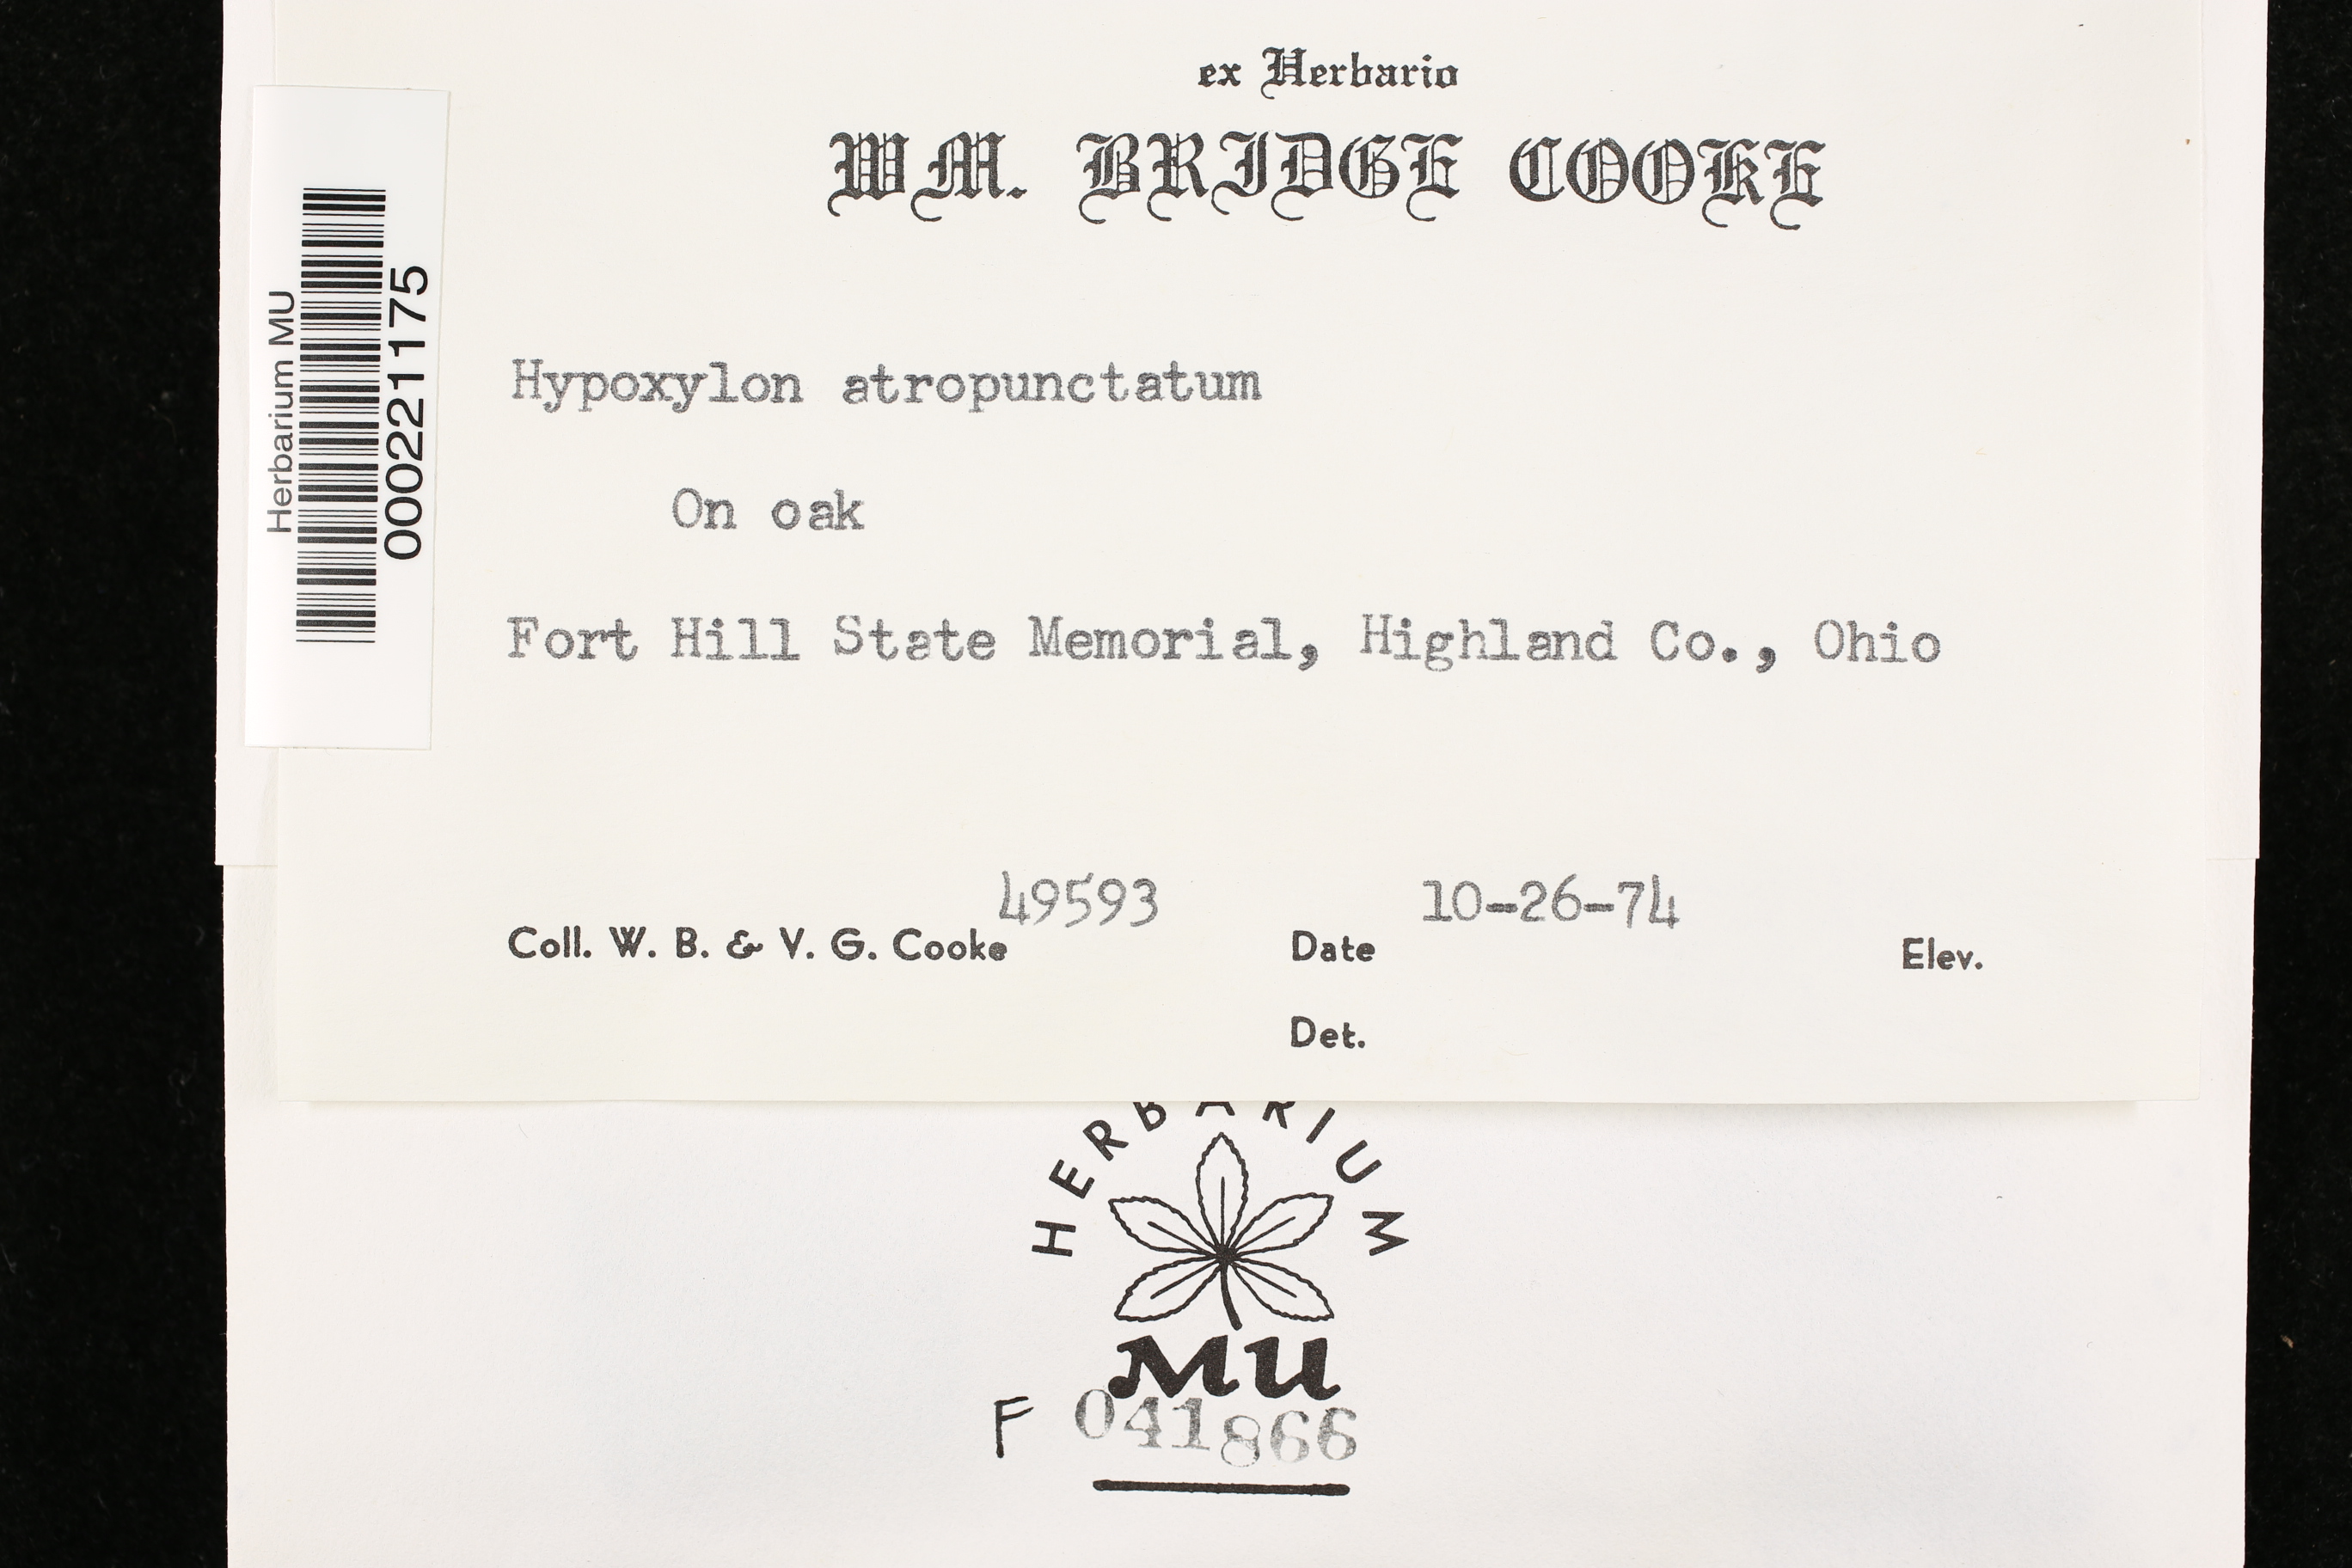 ex Herbario
WM. BRIDGE COOKE
Herbarium MU
000221175
Hypoxylon atropunctatum
On oak
Fort Hill State Memorial, Highland Co., Ohio
49593 10-26-74
Coll. W. B. & V. G. Cooke Date Elev.
Det.
HERBARIUM
MU
F 041866